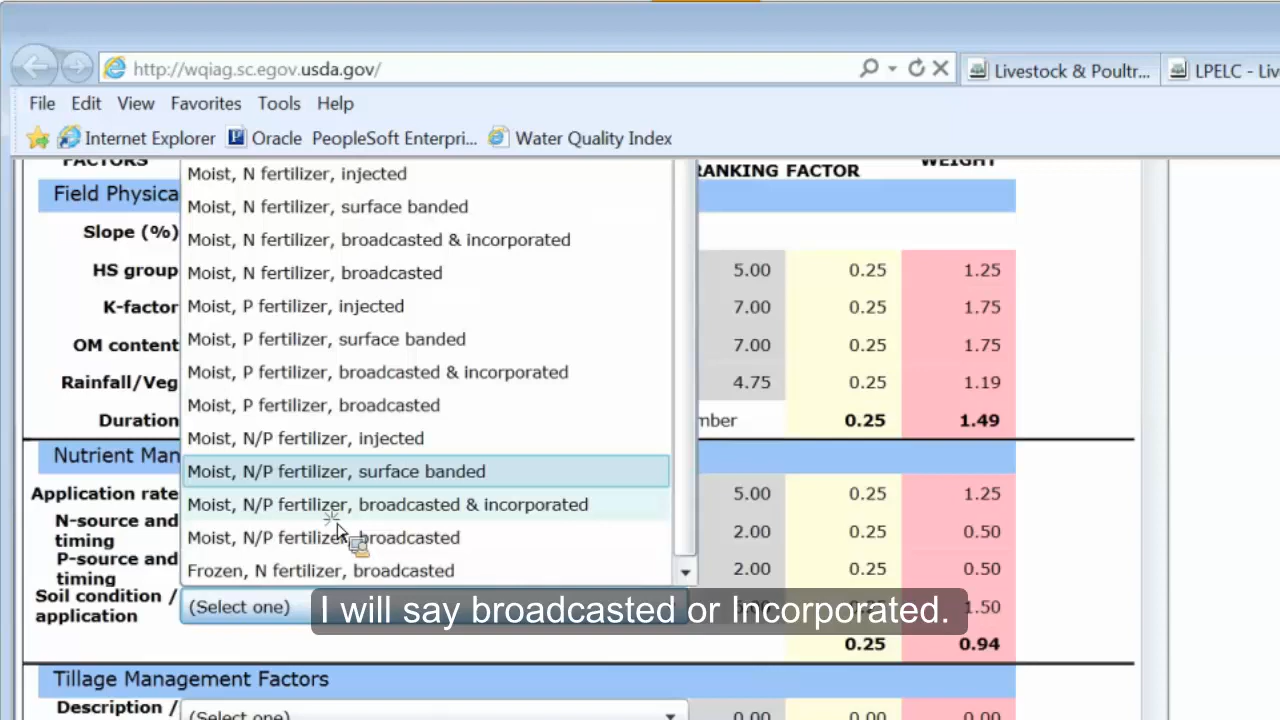 http://wqiag.sc.egov.usda.gov/
Livestock & Poultr...
LPELC - Liv
File Edit View Favorites Tools Help
Internet Explorer Oracle PeopleSoft Enterpri... Water Quality Index
FACTORS RANKING FACTOR WEIGHT
Field Physica
Slope (%)
HS group 5.00 0.25 1.25
K-factor 7.00 0.25 1.75
OM content 7.00 0.25 1.75
Rainfall/Veg 4.75 0.25 1.19
Duration mber 0.25 1.49
Nutrient Man
Application rate 5.00 0.25 1.25
N-source and timing 2.00 0.25 0.50
P-source and timing 2.00 0.25 0.50
Soil condition / application (Select one) 1.50
0.25 0.94
Moist, N fertilizer, injected
Moist, N fertilizer, surface banded
Moist, N fertilizer, broadcasted & incorporated
Moist, N fertilizer, broadcasted
Moist, P fertilizer, injected
Moist, P fertilizer, surface banded
Moist, P fertilizer, broadcasted & incorporated
Moist, P fertilizer, broadcasted
Moist, N/P fertilizer, injected
Moist, N/P fertilizer, surface banded
Moist, N/P fertilizer, broadcasted & incorporated
Moist, N/P fertilizer, broadcasted
Frozen, N fertilizer, broadcasted
I will say broadcasted or Incorporated.
Tillage Management Factors
Description / (Select one) 0.00 0.00 0.00